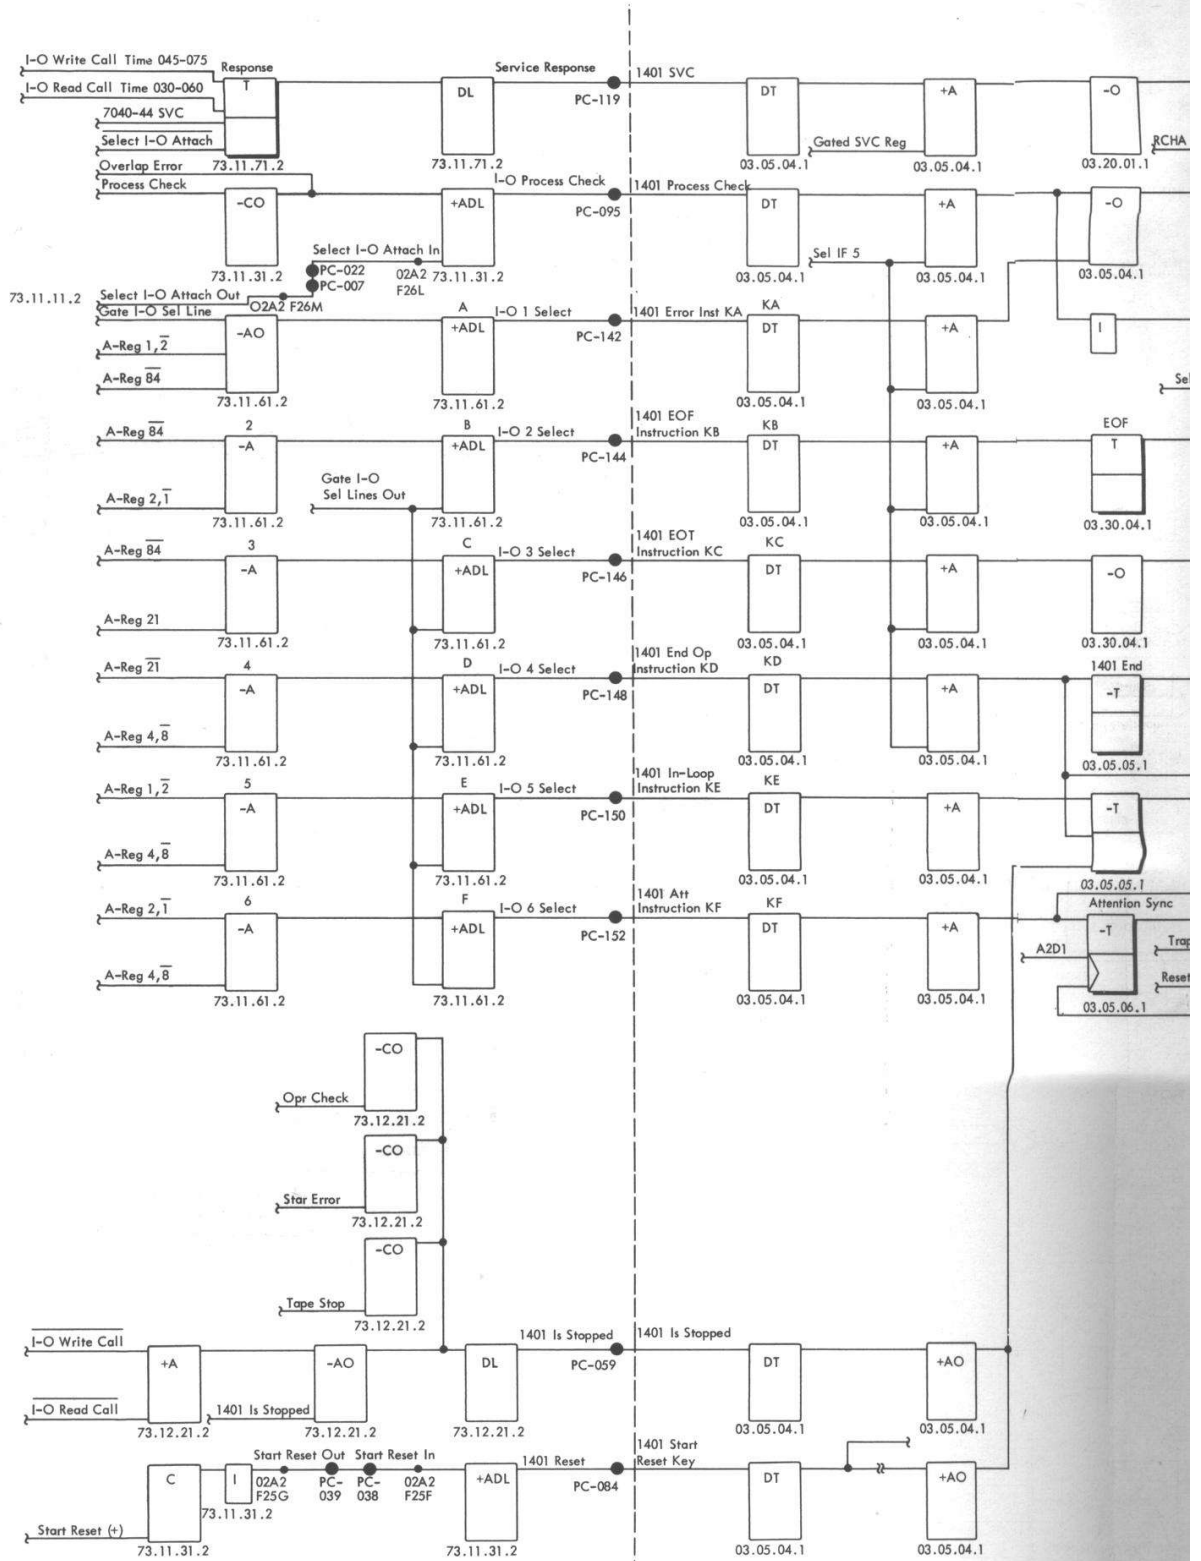 I-O Write Call Time 045-075
Response
Service Response
1401 SVC
T
I-O Read Call Time 030-060
DL
PC-119
DT
+A
-O
7040-44 SVC
Select I-O Attach
Gated SVC Reg
RCHA
73.11.71.2
73.11.71.2
03.05.04.1
03.05.04.1
03.20.01.1
Overlap Error
Process Check
I-O Process Check
1401 Process Check
-CO
+ADL
PC-095
DT
+A
-O
Select I-O Attach In
Sel IF 5
PC-022
PC-007
02A2
F26L
73.11.31.2
73.11.31.2
03.05.04.1
03.05.04.1
03.05.04.1
73.11.11.2
Select I-O Attach Out
O2A2 F26M
Gate I-O Sel Line
A
I-O 1 Select
1401 Error Inst KA
KA
-AO
+ADL
PC-142
DT
+A
I
A-Reg 1,2
A-Reg 84
73.11.61.2
73.11.61.2
03.05.04.1
03.05.04.1
Sel
A-Reg 84
2
B
I-O 2 Select
1401 EOF
Instruction KB
KB
EOF
-A
+ADL
PC-144
DT
+A
T
Gate I-O
Sel Lines Out
A-Reg 2,1
73.11.61.2
73.11.61.2
03.05.04.1
03.05.04.1
03.30.04.1
A-Reg 84
3
C
I-O 3 Select
1401 EOT
Instruction KC
KC
-A
+ADL
PC-146
DT
+A
-O
A-Reg 21
73.11.61.2
73.11.61.2
03.05.04.1
03.05.04.1
03.30.04.1
A-Reg 21
4
D
I-O 4 Select
1401 End Op
Instruction KD
KD
1401 End
-A
+ADL
PC-148
DT
+A
-T
A-Reg 4,8
73.11.61.2
73.11.61.2
03.05.04.1
03.05.04.1
03.05.05.1
A-Reg 1,2
5
E
I-O 5 Select
1401 In-Loop
Instruction KE
KE
-A
+ADL
PC-150
DT
+A
-T
A-Reg 4,8
73.11.61.2
73.11.61.2
03.05.04.1
03.05.04.1
03.05.05.1
A-Reg 2,1
6
F
I-O 6 Select
1401 Att
Instruction KF
KF
Attention Sync
-A
+ADL
PC-152
DT
+A
-T
A2D1
Trap
A-Reg 4,8
Reset
73.11.61.2
73.11.61.2
03.05.04.1
03.05.04.1
03.05.06.1
-CO
Opr Check
73.12.21.2
-CO
Star Error
73.12.21.2
-CO
Tape Stop
73.12.21.2
I-O Write Call
1401 Is Stopped
1401 Is Stopped
+A
-AO
DL
PC-059
DT
+AO
I-O Read Call
1401 Is Stopped
73.12.21.2
73.12.21.2
73.12.21.2
03.05.04.1
03.05.04.1
Start Reset Out
Start Reset In
1401 Reset
1401 Start
Reset Key
C
I
02A2
F25G
PC-
039
PC-
038
02A2
F25F
+ADL
PC-084
DT
+AO
73.11.31.2
Start Reset (+)
73.11.31.2
73.11.31.2
03.05.04.1
03.05.04.1